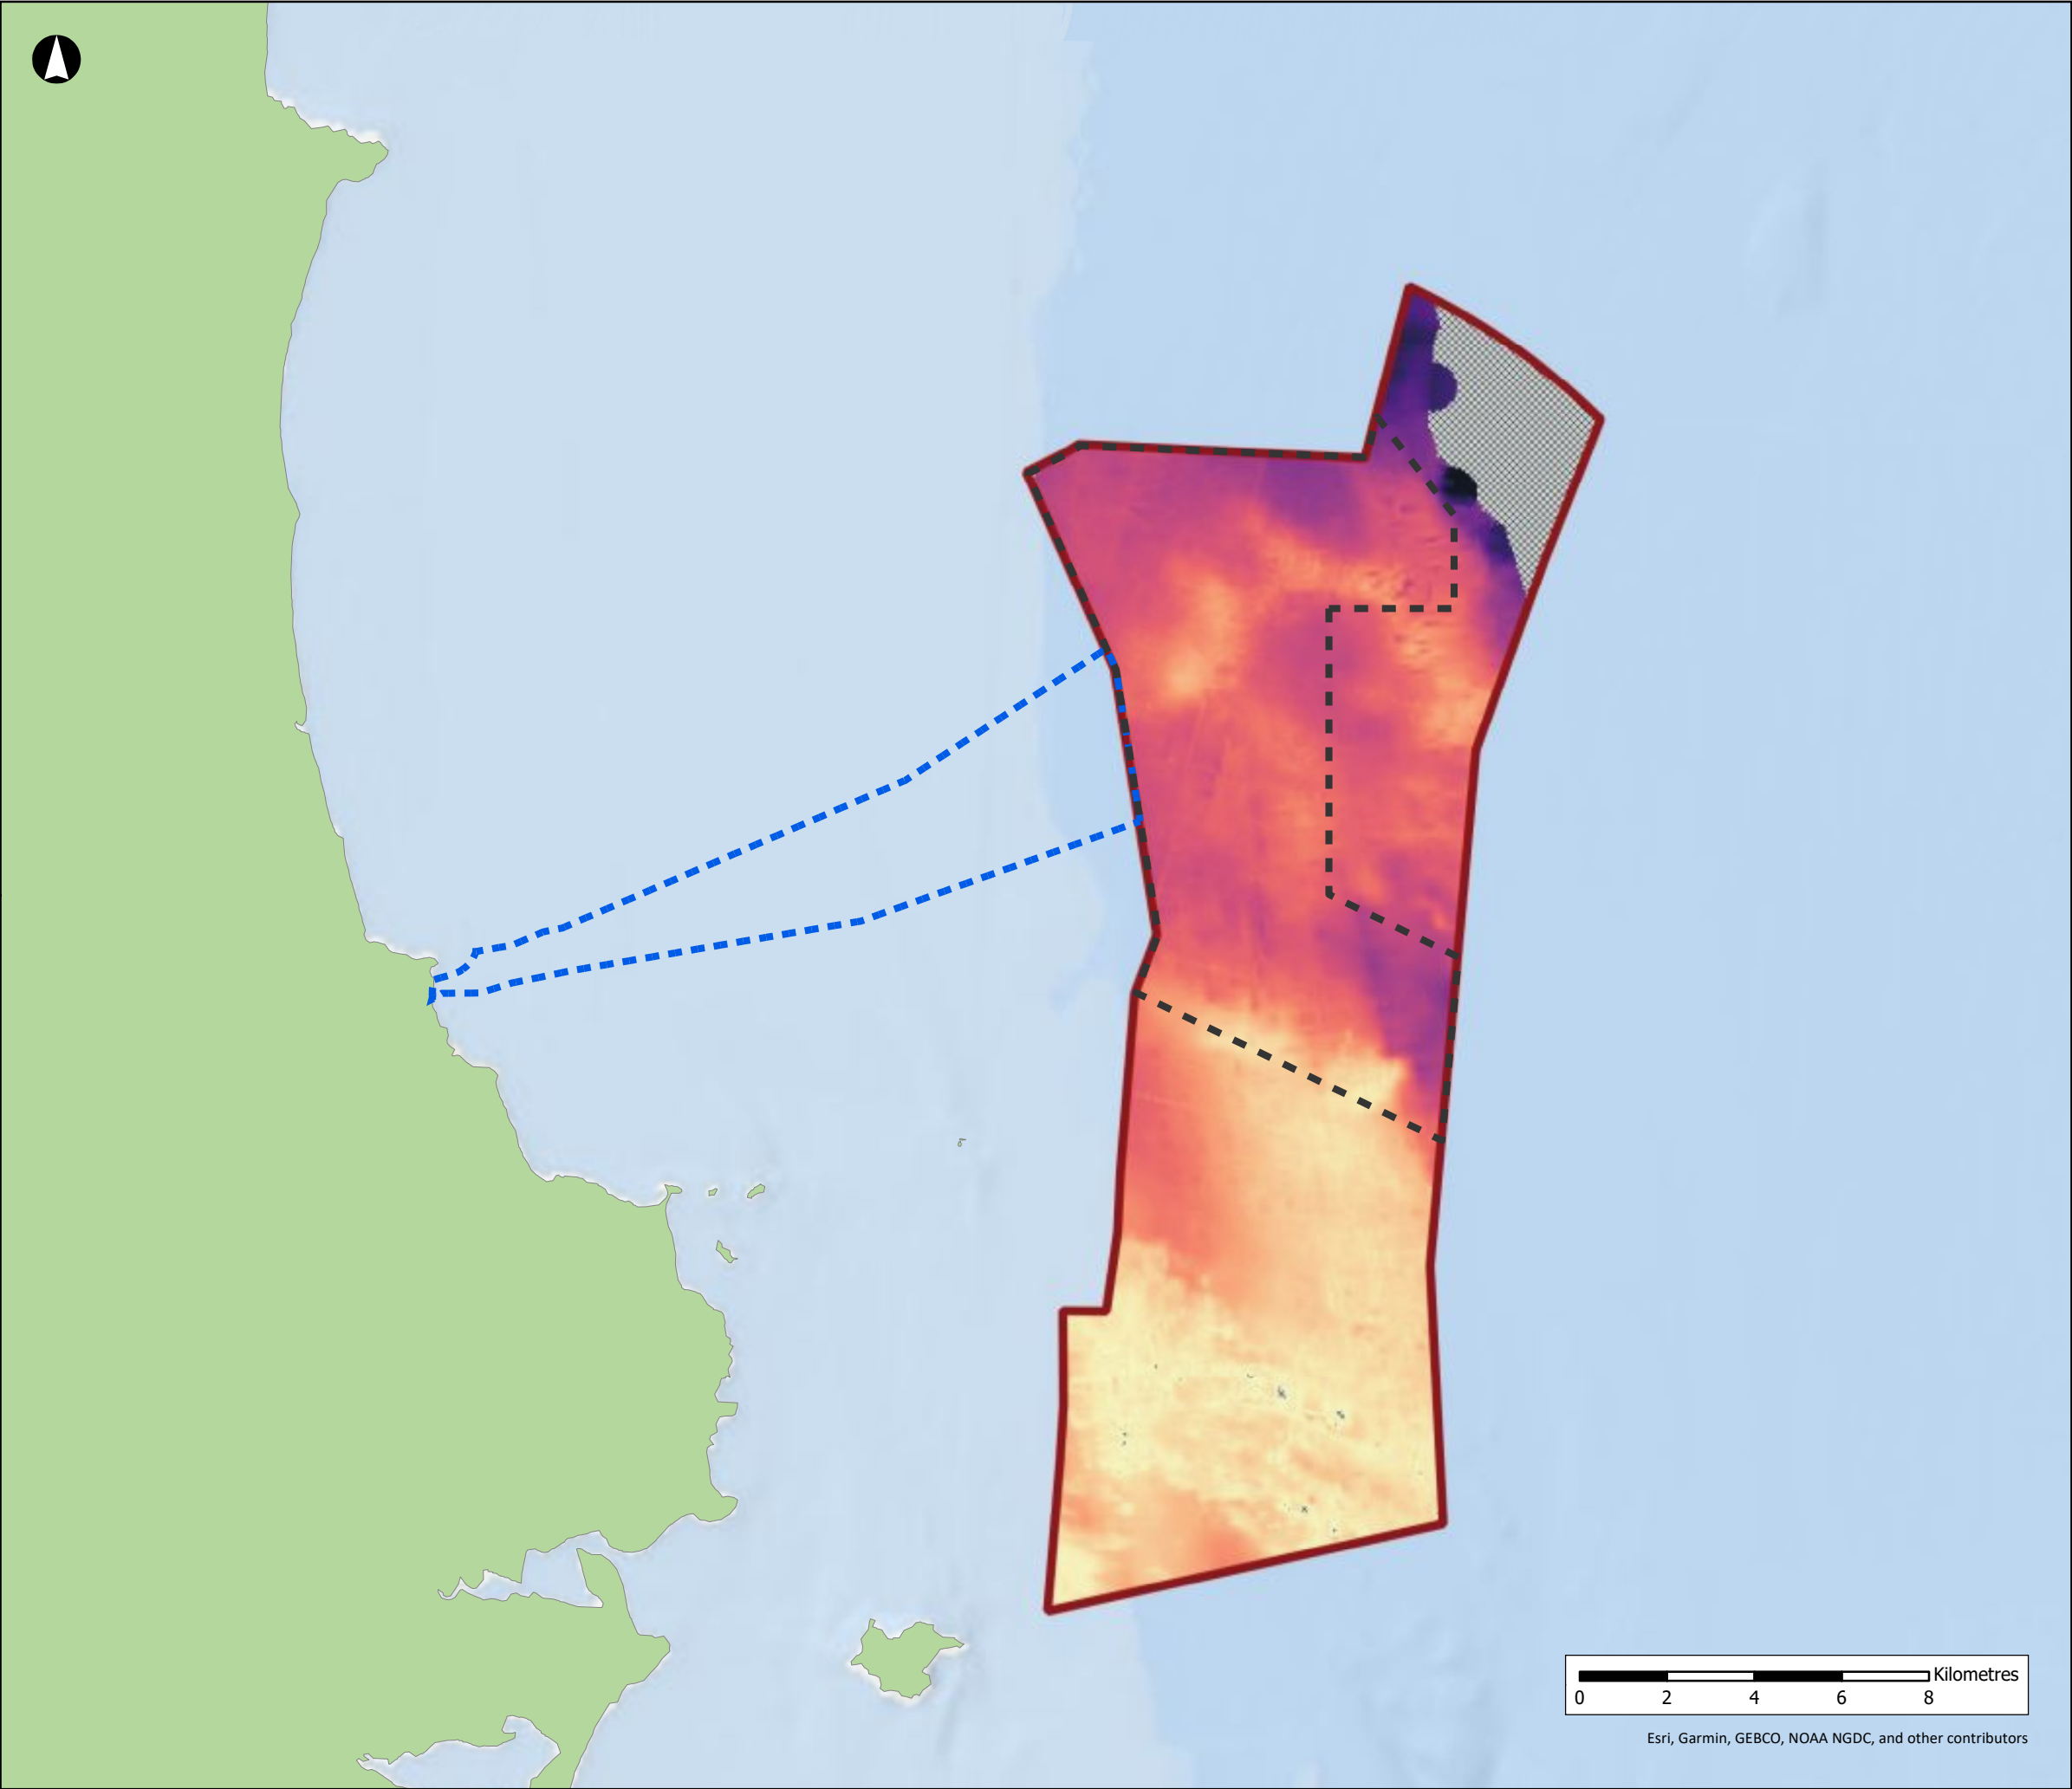 Kilometres
0 2 4 6 8
Esri, Garmin, GEBCO, NOAA NGDC, and other contributors